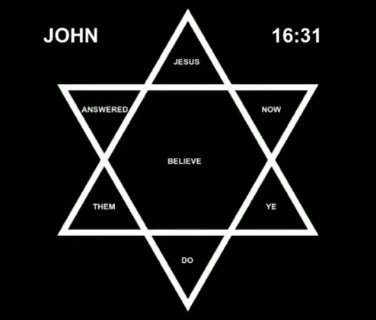 JOHN 16:31
JESUS
ANSWERED NOW
BELIEVE
THEM YE
DO